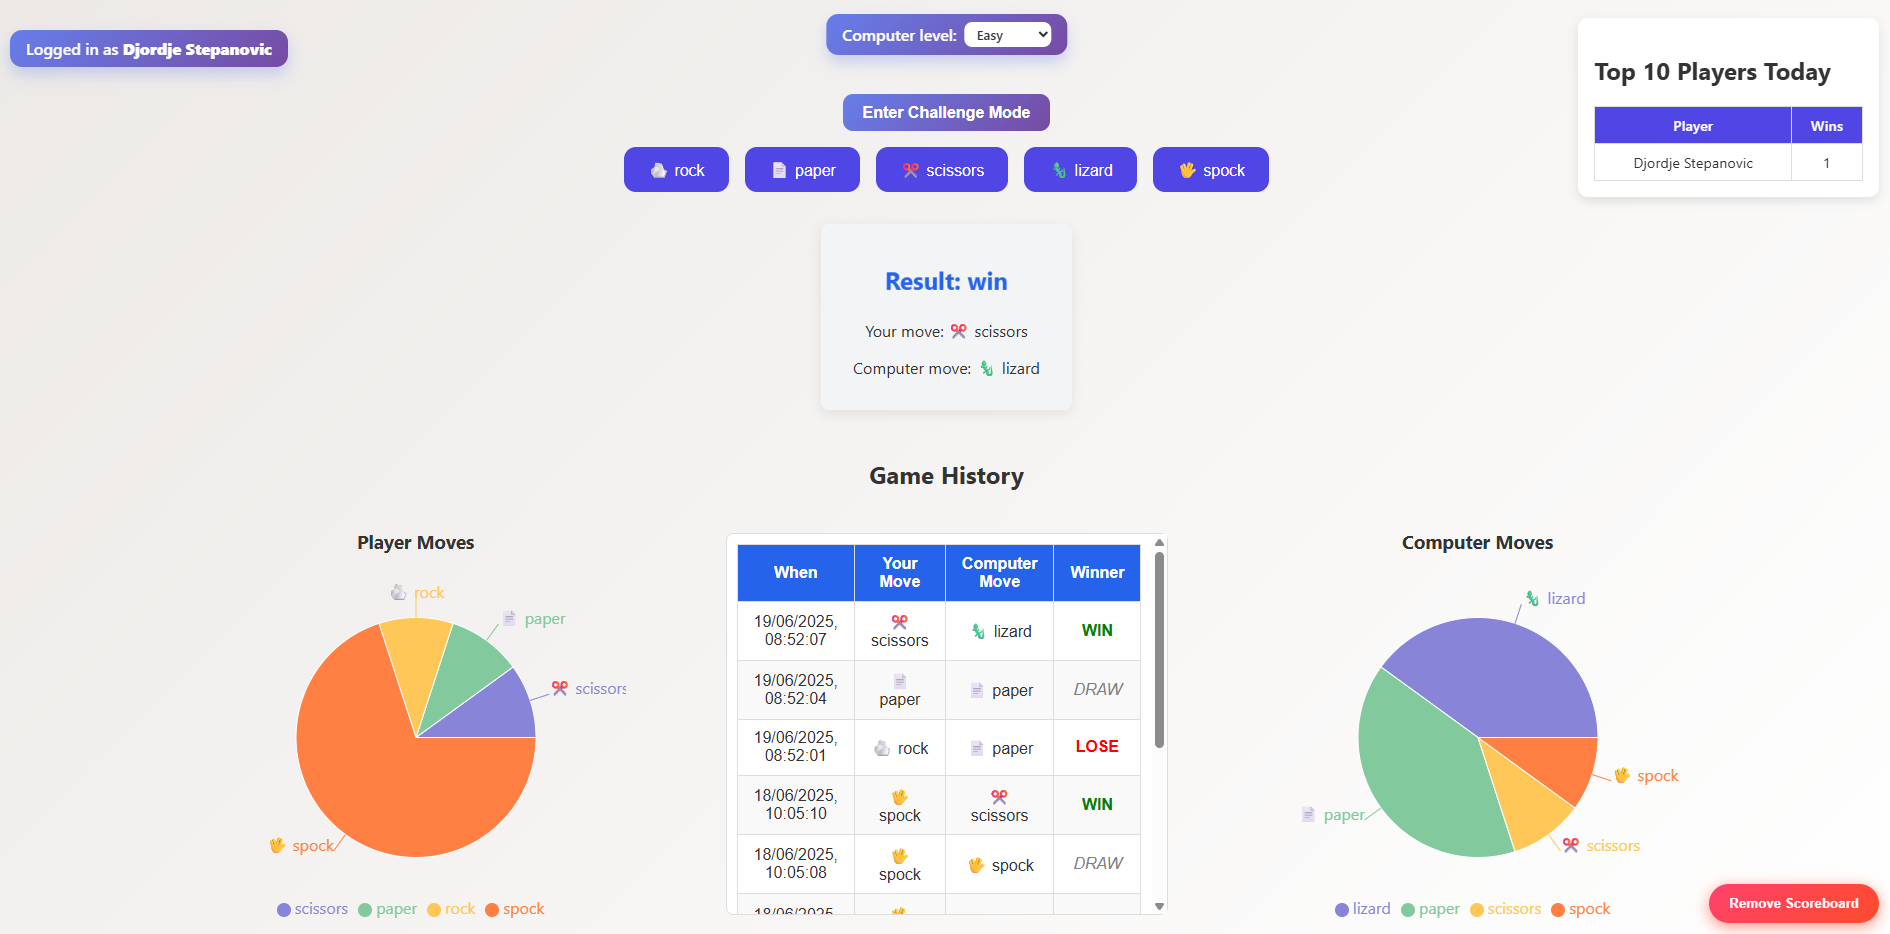 Logged in as Djordje Stepanovic
Computer level: Easy
Enter Challenge Mode
rock
paper
scissors
lizard
spock
Top 10 Players Today
Player Wins
Djordje Stepanovic 1
Result: win
Your move: scissors
Computer move: lizard
Game History
Player Moves
rock
paper
scissors
spock
scissors paper rock spock
When
Your
Move
Computer
Move
Winner
19/06/2025,
08:52:07
scissors
lizard
WIN
19/06/2025,
08:52:04
paper
paper
DRAW
19/06/2025,
08:52:01
rock
paper
LOSE
18/06/2025,
10:05:10
spock
scissors
WIN
18/06/2025,
10:05:08
spock
spock
DRAW
18/06/2025
Computer Moves
lizard
spock
paper
scissors
lizard paper scissors spock
Remove Scoreboard